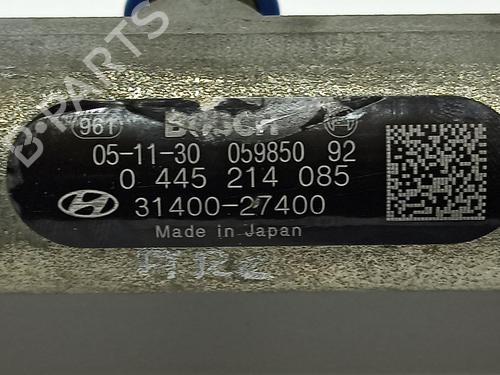 961 BOSCH
05-11-30 059850 92
0 445 214 085
31400-27400
Made in Japan
B-PARTS